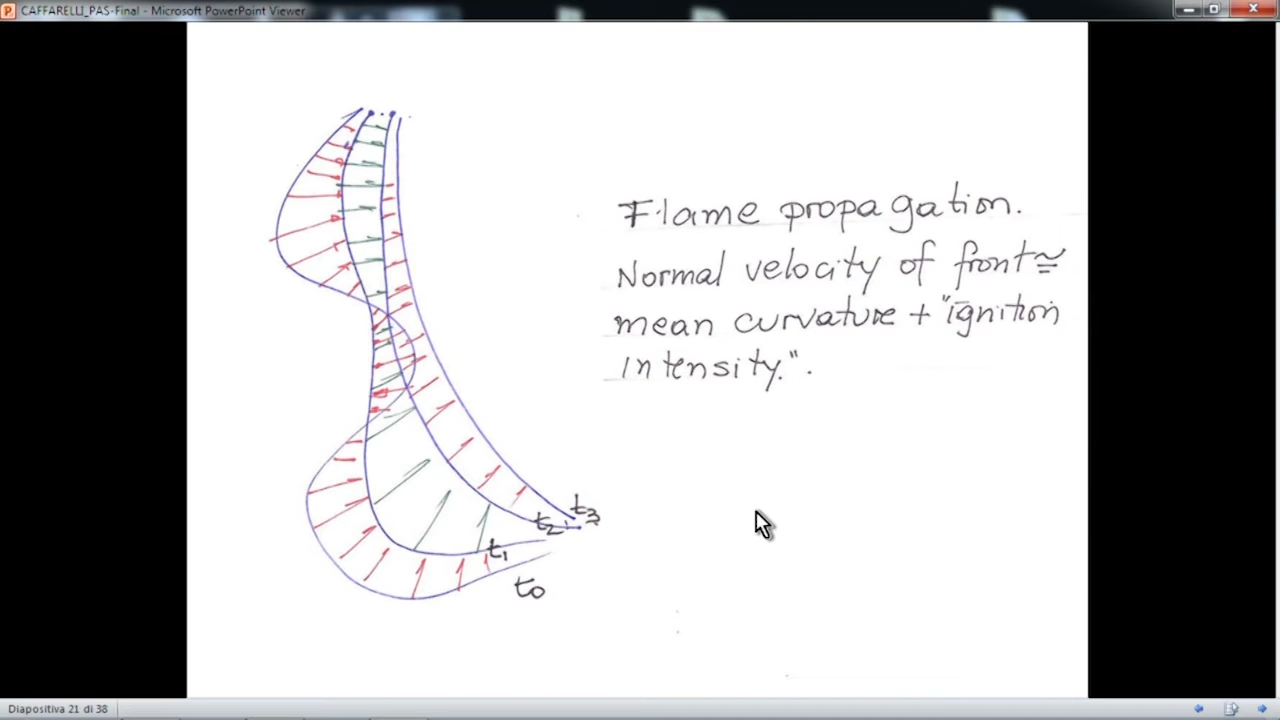 CAFFARELLI_PAS-Final - Microsoft PowerPoint Viewer
Flame propagation.
Normal velocity of front ≅
mean curvature + "ignition
intensity.".
t3
t2
t1
t0
Diapositiva 21 di 38